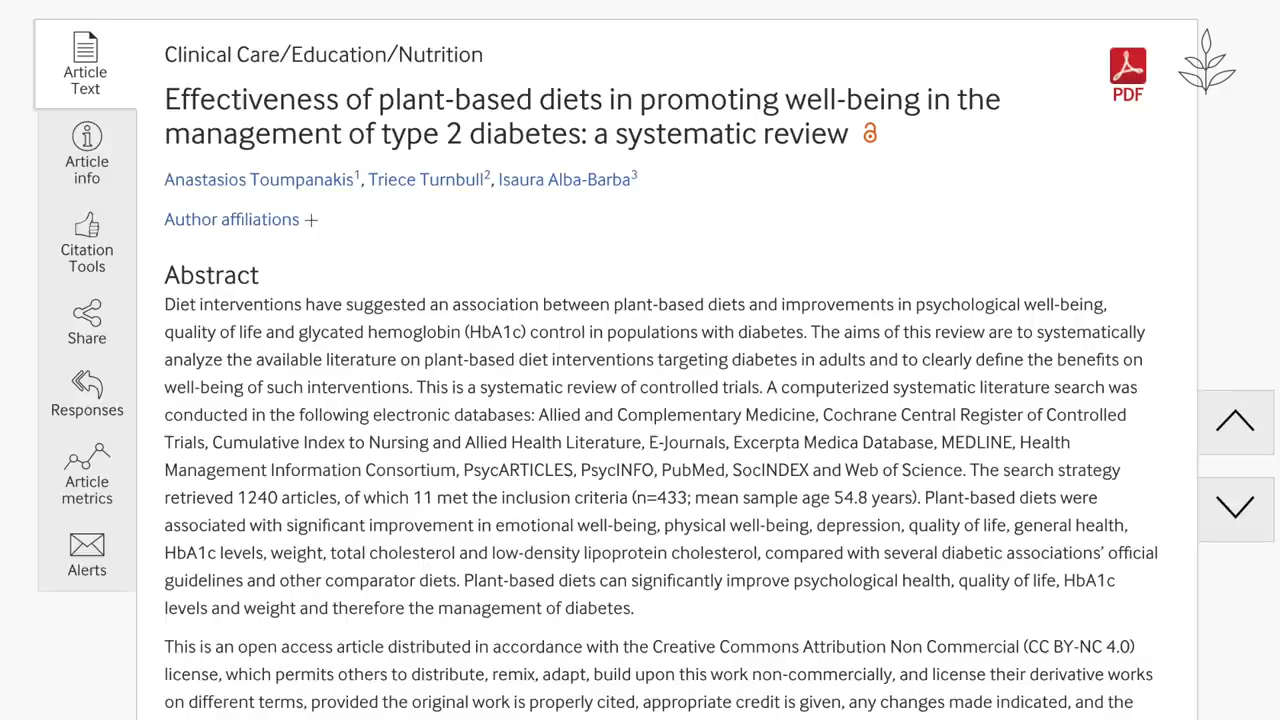 Article
Text
Article
info
Citation
Tools
Share
Responses
Article
metrics
Alerts
Clinical Care/Education/Nutrition
PDF
Effectiveness of plant-based diets in promoting well-being in the
management of type 2 diabetes: a systematic review
Anastasios Toumpanakis1, Triece Turnbull2, Isaura Alba-Barba3
Author affiliations +
Abstract
Diet interventions have suggested an association between plant-based diets and improvements in psychological well-being,
quality of life and glycated hemoglobin (HbA1c) control in populations with diabetes. The aims of this review are to systematically
analyze the available literature on plant-based diet interventions targeting diabetes in adults and to clearly define the benefits on
well-being of such interventions. This is a systematic review of controlled trials. A computerized systematic literature search was
conducted in the following electronic databases: Allied and Complementary Medicine, Cochrane Central Register of Controlled
Trials, Cumulative Index to Nursing and Allied Health Literature, E-Journals, Excerpta Medica Database, MEDLINE, Health
Management Information Consortium, PsycARTICLES, PsycINFO, PubMed, SocINDEX and Web of Science. The search strategy
retrieved 1240 articles, of which 11 met the inclusion criteria (n=433; mean sample age 54.8 years). Plant-based diets were
associated with significant improvement in emotional well-being, physical well-being, depression, quality of life, general health,
HbA1c levels, weight, total cholesterol and low-density lipoprotein cholesterol, compared with several diabetic associations’ official
guidelines and other comparator diets. Plant-based diets can significantly improve psychological health, quality of life, HbA1c
levels and weight and therefore the management of diabetes.
This is an open access article distributed in accordance with the Creative Commons Attribution Non Commercial (CC BY-NC 4.0)
license, which permits others to distribute, remix, adapt, build upon this work non-commercially, and license their derivative works
on different terms, provided the original work is properly cited, appropriate credit is given, any changes made indicated, and the